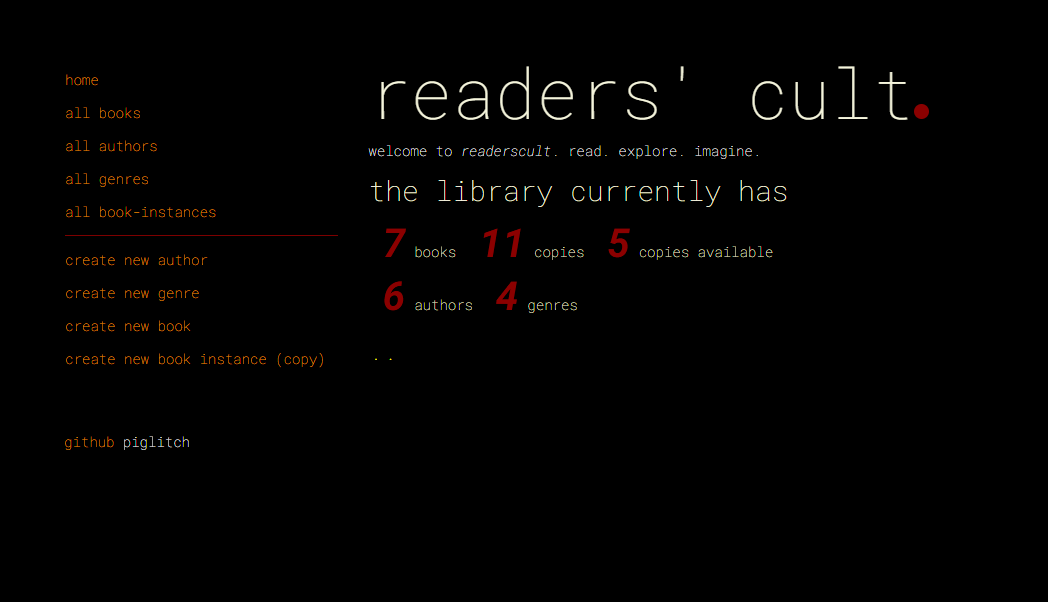 home
all books
all authors
all genres
all book-instances
create new author
create new genre
create new book
create new book instance (copy)
github piglitch
readers' cult.
welcome to readerscult. read. explore. imagine.
the library currently has
7 books 11 copies 5 copies available
6 authors 4 genres
. .